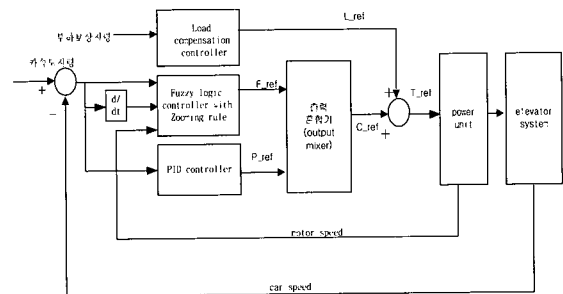 부하보상지령
Load
compensation
controller
L_ref
카속도지령
+
−
d/
dt
Fuzzy logic
controller with
Zooming rule
F_ref
PID controller
P_ref
출력
혼합기
(output
mixer)
C_ref
+
+
T_ref
power
unit
elevator
system
motor speed
car speed